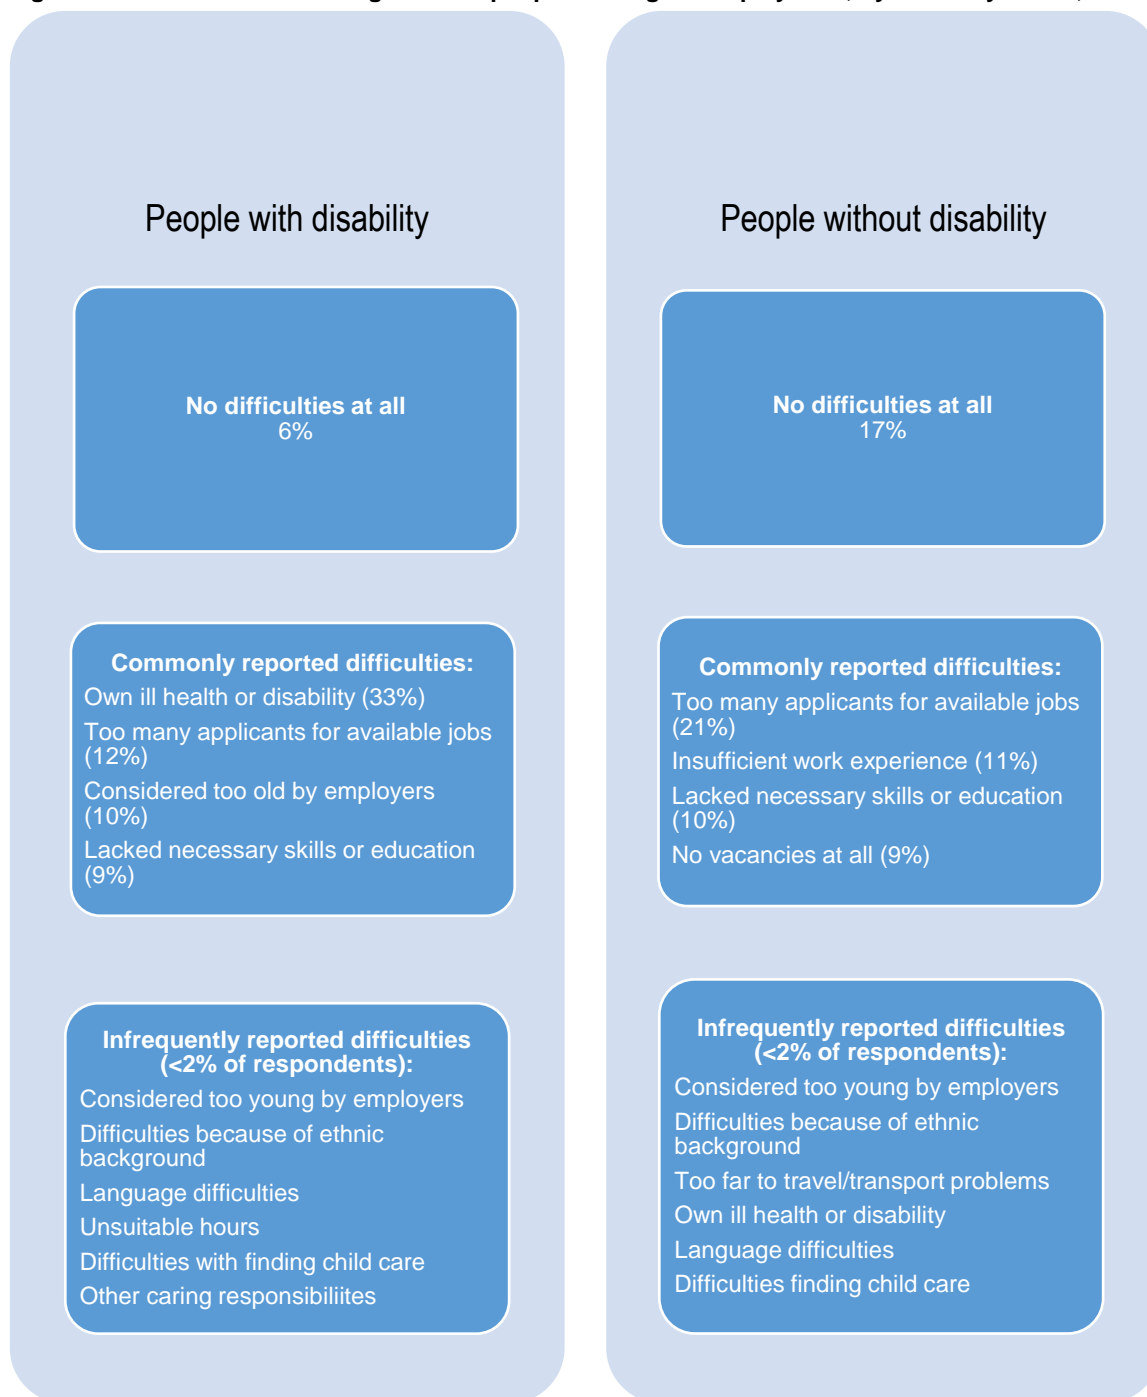 People with disability
No difficulties at all
6%
Commonly reported difficulties:
Own ill health or disability (33%)
Too many applicants for available jobs
(12%)
Considered too old by employers
(10%)
Lacked necessary skills or education
(9%)
Infrequently reported difficulties
(<2% of respondents):
Considered too young by employers
Difficulties because of ethnic
background
Language difficulties
Unsuitable hours
Difficulties with finding child care
Other caring responsibiliites
People without disability
No difficulties at all
17%
Commonly reported difficulties:
Too many applicants for available jobs
(21%)
Insufficient work experience (11%)
Lacked necessary skills or education
(10%)
No vacancies at all (9%)
Infrequently reported difficulties
(<2% of respondents):
Considered too young by employers
Difficulties because of ethnic
background
Too far to travel/transport problems
Own ill health or disability
Language difficulties
Difficulties finding child care